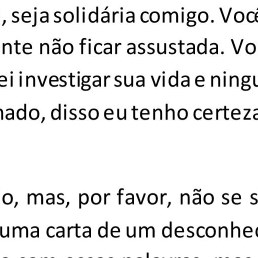 , seja solidária comigo. Você
nte não ficar assustada. Vo
ei investigar sua vida e ning
nado, disso eu tenho certeza
o, mas, por favor, não se s
uma carta de um desconhec